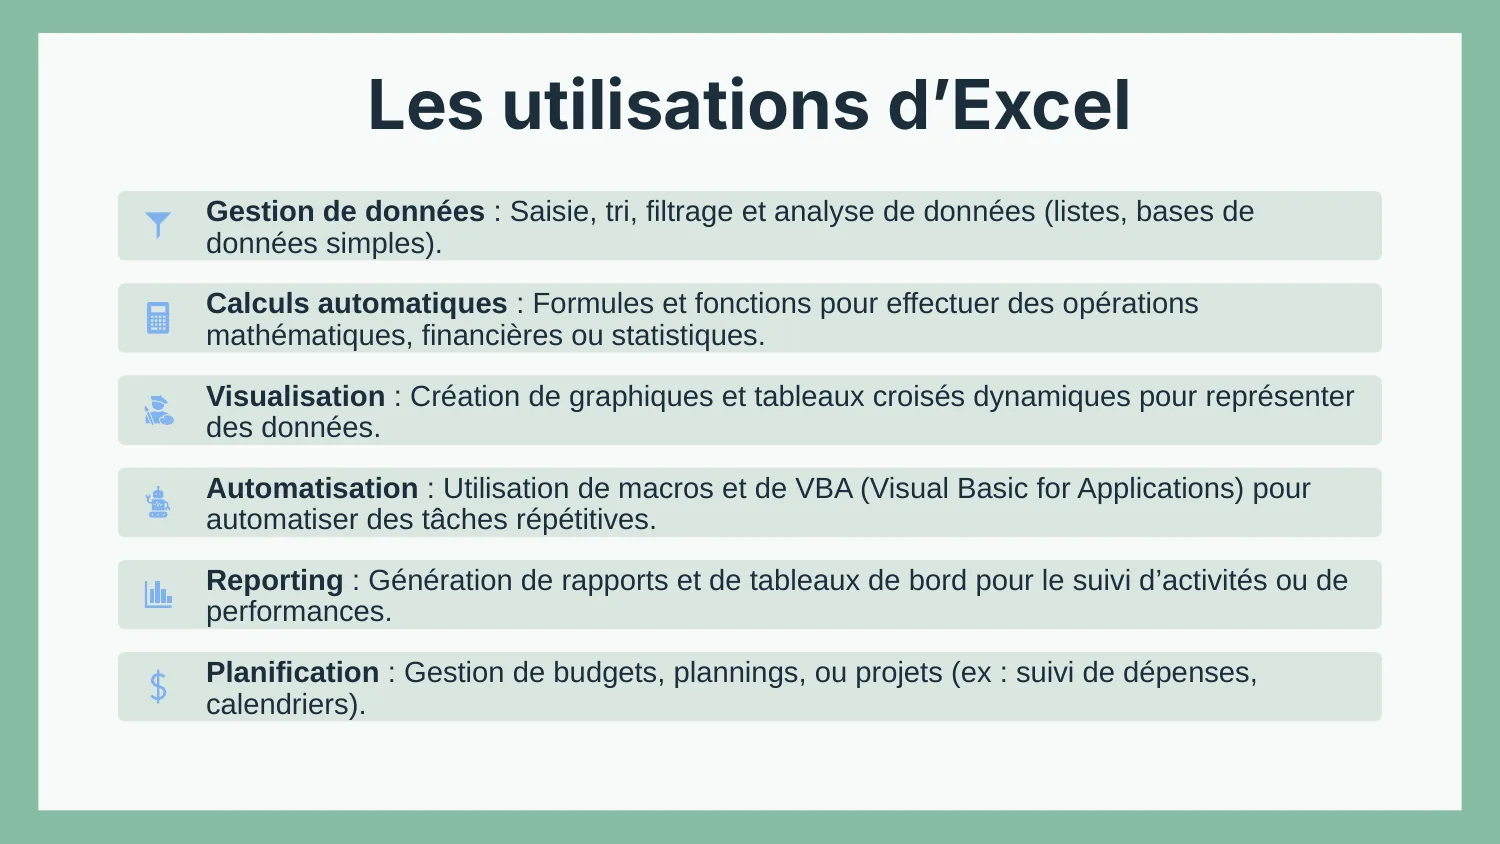 Les utilisations d’Excel
Gestion de données : Saisie, tri, filtrage et analyse de données (listes, bases de
données simples).
Calculs automatiques : Formules et fonctions pour effectuer des opérations
mathématiques, financières ou statistiques.
Visualisation : Création de graphiques et tableaux croisés dynamiques pour représenter
des données.
Automatisation : Utilisation de macros et de VBA (Visual Basic for Applications) pour
automatiser des tâches répétitives.
Reporting : Génération de rapports et de tableaux de bord pour le suivi d’activités ou de
performances.
Planification : Gestion de budgets, plannings, ou projets (ex : suivi de dépenses,
calendriers).